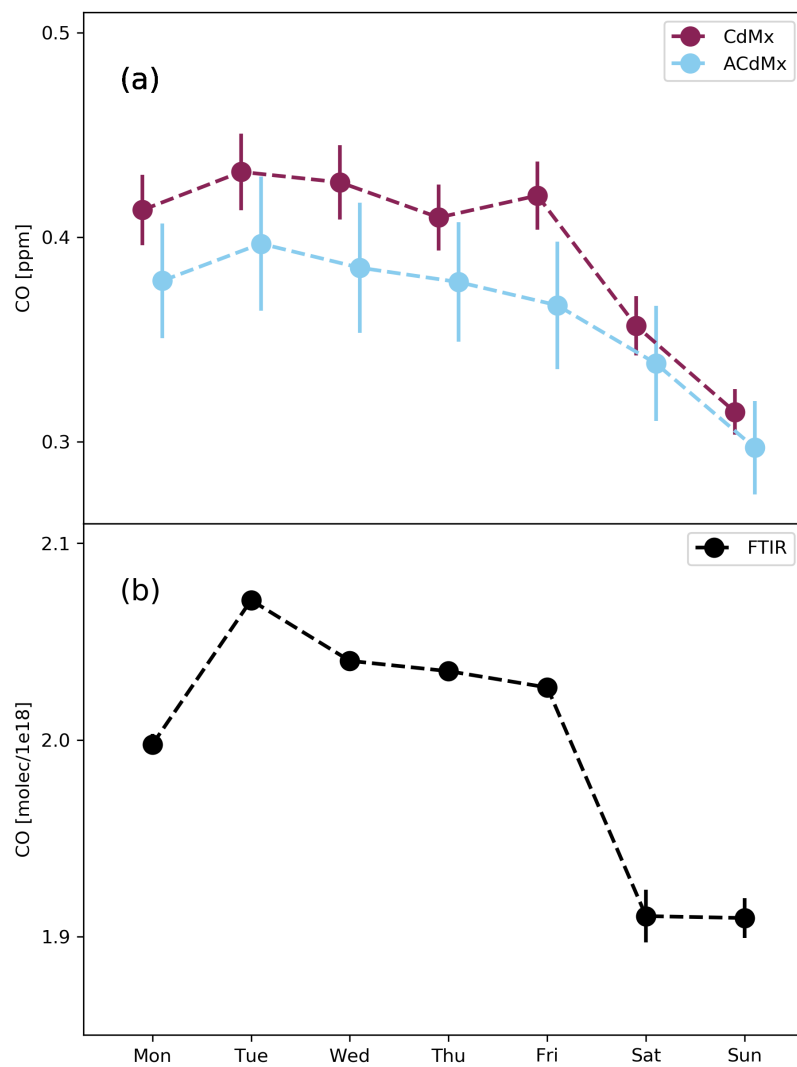 0.5
CdMx
ACdMx
(a)
0.4
CO [ppm]
0.3
2.1
FTIR
(b)
2.0
CO [molec/1e18]
1.9
Mon Tue Wed Thu Fri Sat Sun